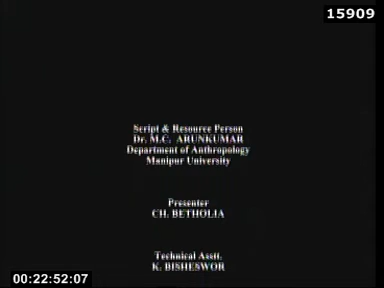 15909
Script & Resource Person
Dr. M.C. ARUNKUMAR
Department of Anthropology
Manipur University
Presenter
CH. BETHOLIA
Technical Asstt.
K. BISHESWOR
00:22:52:07